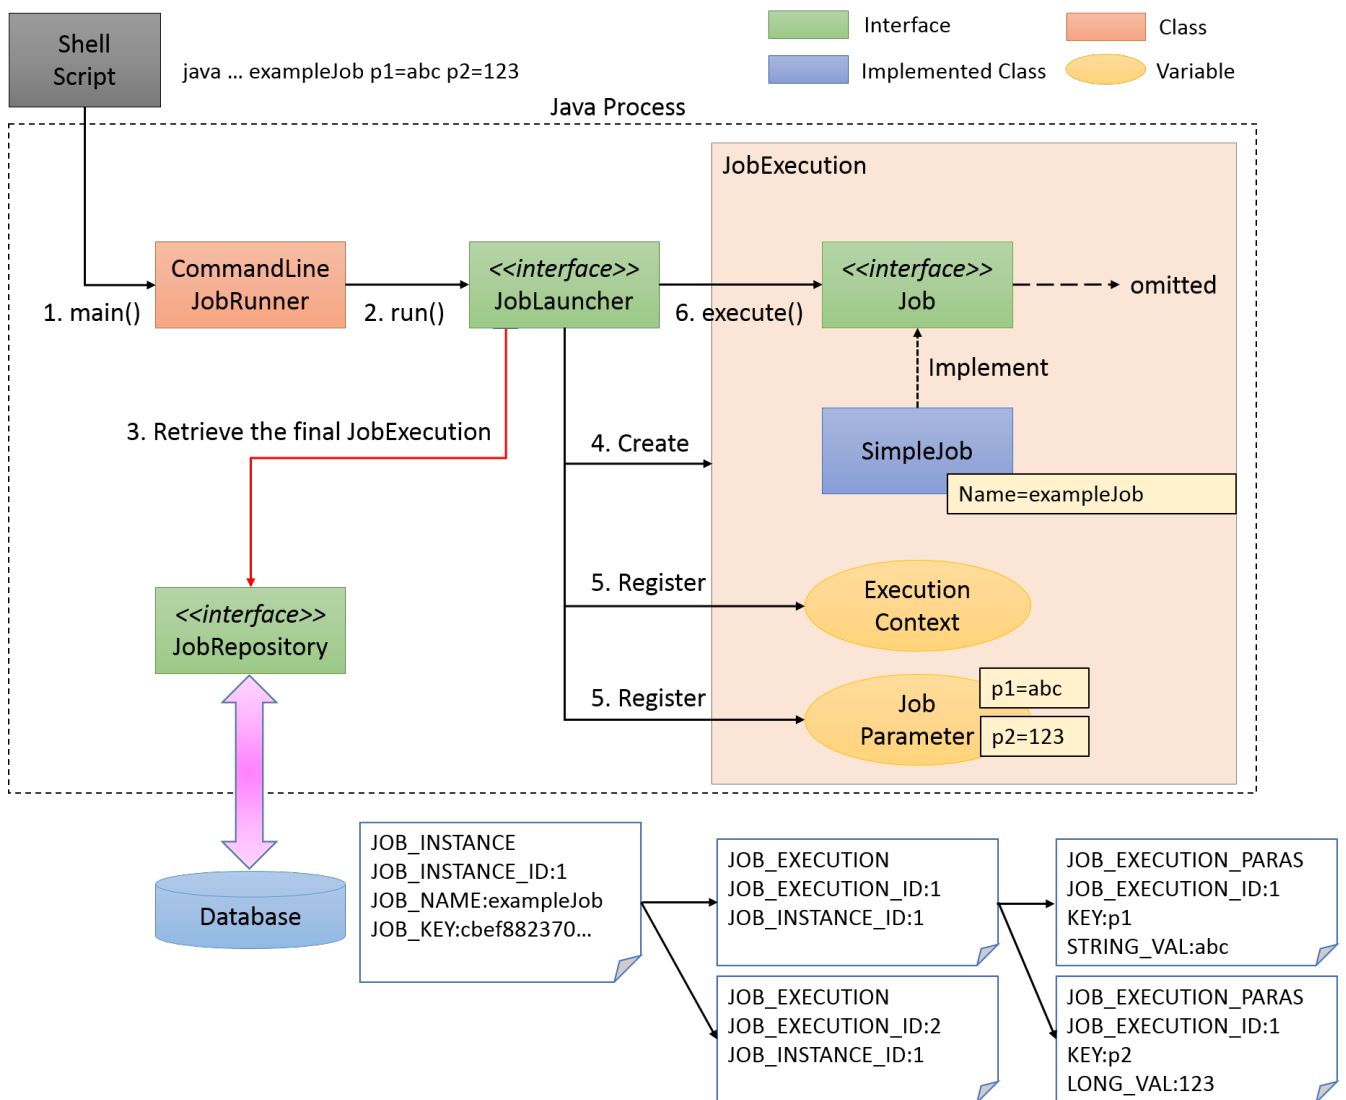 Shell
Script
java ... exampleJob p1=abc p2=123
Interface
Class
Implemented Class
Variable
Java Process
JobExecution
CommandLine
JobRunner
<<interface>>
JobLauncher
<<interface>>
Job
omitted
1. main()
2. run()
6. execute()
Implement
3. Retrieve the final JobExecution
4. Create
SimpleJob
Name=exampleJob
5. Register
Execution
Context
<<interface>>
JobRepository
5. Register
Job
Parameter
p1=abc
p2=123
Database
JOB_INSTANCE
JOB_INSTANCE_ID:1
JOB_NAME:exampleJob
JOB_KEY:cbef882370...
JOB_EXECUTION
JOB_EXECUTION_ID:1
JOB_INSTANCE_ID:1
JOB_EXECUTION_PARAS
JOB_EXECUTION_ID:1
KEY:p1
STRING_VAL:abc
JOB_EXECUTION
JOB_EXECUTION_ID:2
JOB_INSTANCE_ID:1
JOB_EXECUTION_PARAS
JOB_EXECUTION_ID:1
KEY:p2
LONG_VAL:123